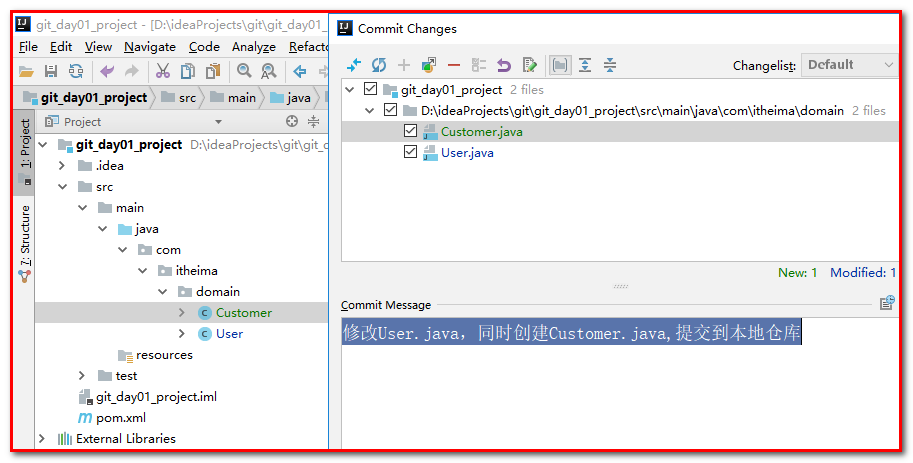 git_day01_project - [D:\ideaProjects\git\git_day01_
File Edit View Navigate Code Analyze Refacto
git_day01_project src main java
1: Project
7: Structure
Project
git_day01_project D:\ideaProjects\git\git_d
.idea
src
main
java
com
itheima
domain
Customer
User
resources
test
git_day01_project.iml
pom.xml
External Libraries
Commit Changes
Changelist: Default
git_day01_project 2 files
D:\ideaProjects\git\git_day01_project\src\main\java\com\itheima\domain 2 files
Customer.java
User.java
New: 1 Modified: 1
Commit Message
修改User.java，同时创建Customer.java,提交到本地仓库